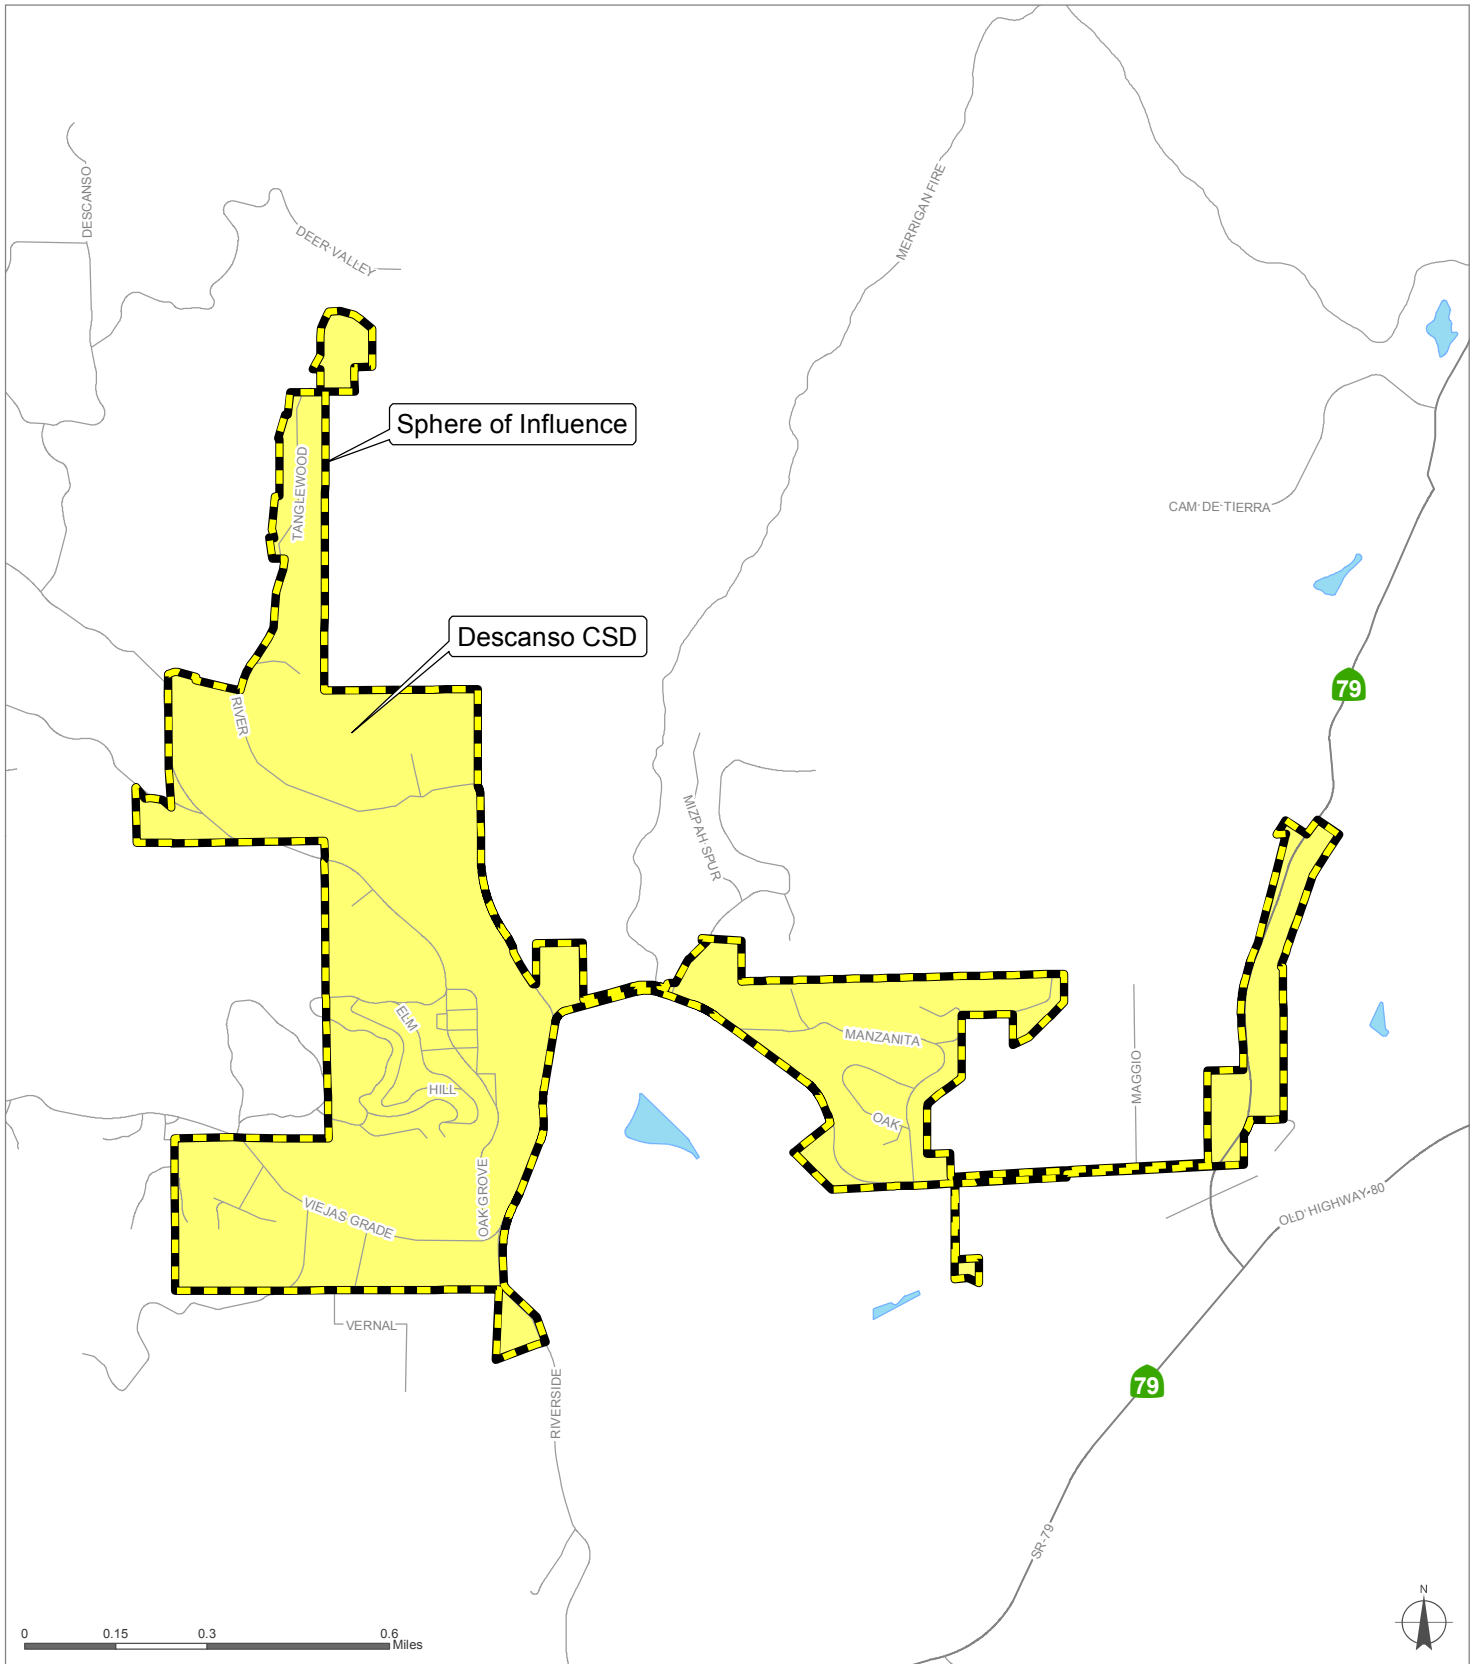 DESCANSO
DEER VALLEY
MERRIGAN FIRE
Sphere of Influence
TANGLEWOOD
CAM DE TIERRA
Descanso CSD
79
RIVER
MIZPAH SPUR
ELM
MANZANITA
HILL
MAGGIO
OAK
OAK GROVE
VIEJAS GRADE
OLD HIGHWAY 80
VERNAL
79
RIVERSIDE
SR-79
N
0 0.15 0.3 0.6
Miles